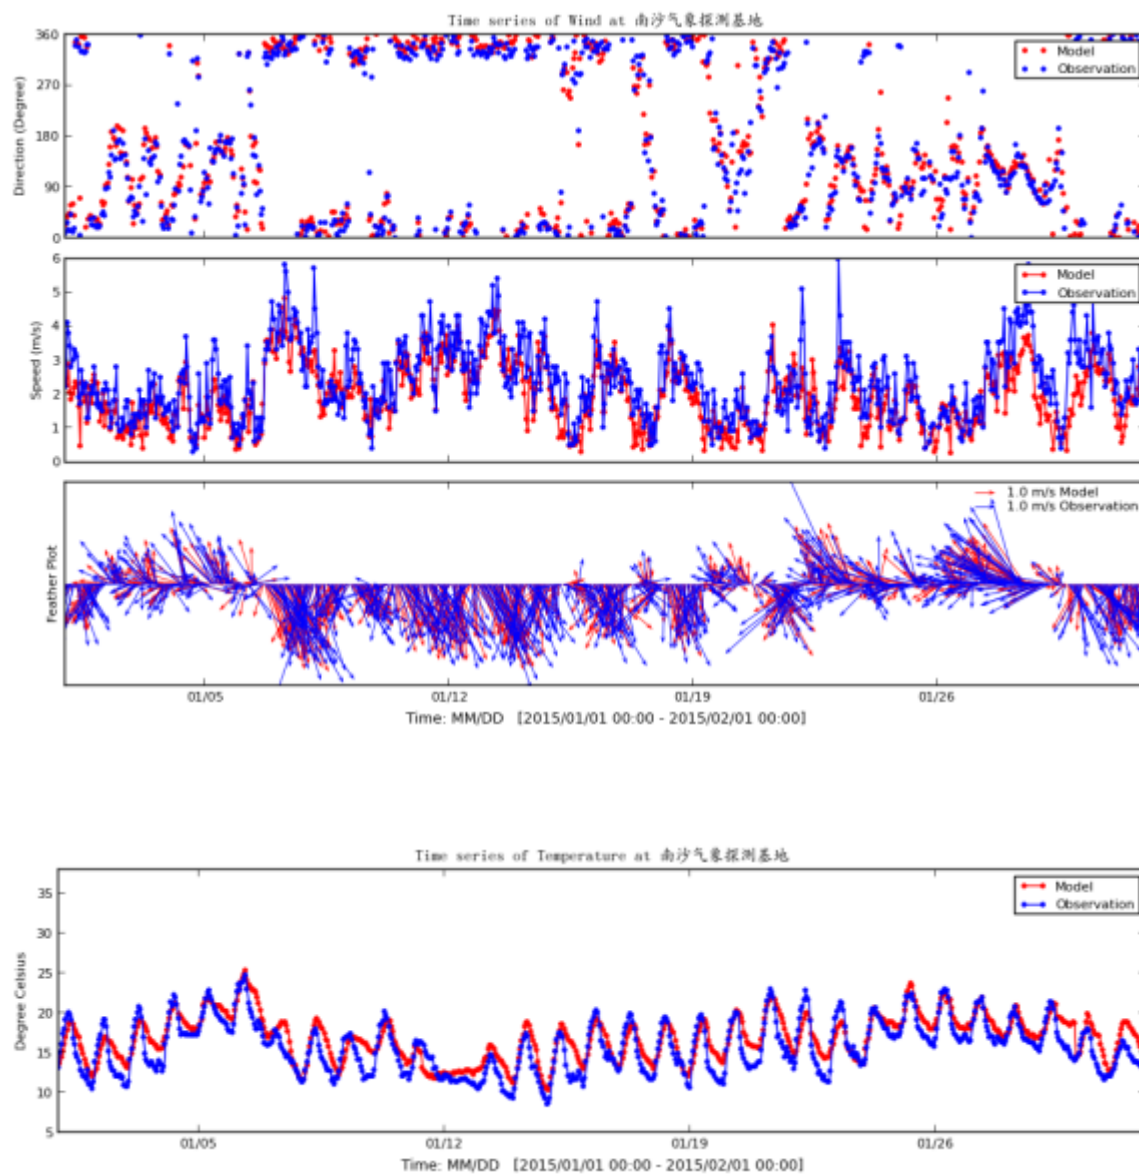 Time series of Wind at 南沙气象探测基地
360
270
180
90
0
Direction (Degree)
Model
Observation
6
5
4
3
2
1
0
Speed (m/s)
Model
Observation
Feather Plot
1.0 m/s Model
1.0 m/s Observation
01/05 01/12 01/19 01/26
Time: MM/DD [2015/01/01 00:00 - 2015/02/01 00:00]
Time series of Temperature at 南沙气象探测基地
35
30
25
20
15
10
5
Degree Celsius
Model
Observation
01/05 01/12 01/19 01/26
Time: MM/DD [2015/01/01 00:00 - 2015/02/01 00:00]